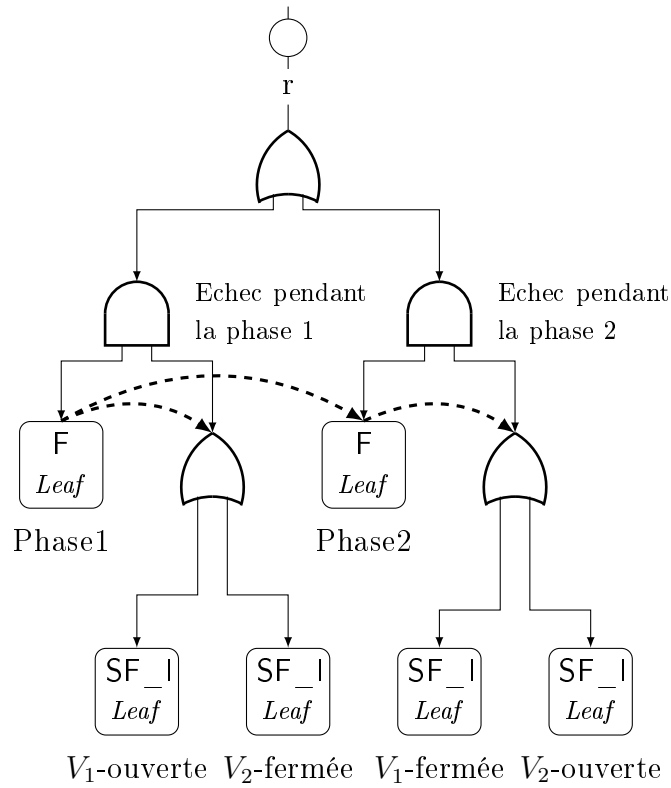 r
Echec pendant
la phase 1
Echec pendant
la phase 2
F
Leaf
Phase1
F
Leaf
Phase2
SF_I
Leaf
V₁-ouverte
SF_I
Leaf
V₂-fermée
SF_I
Leaf
V₁-fermée
SF_I
Leaf
V₂-ouverte